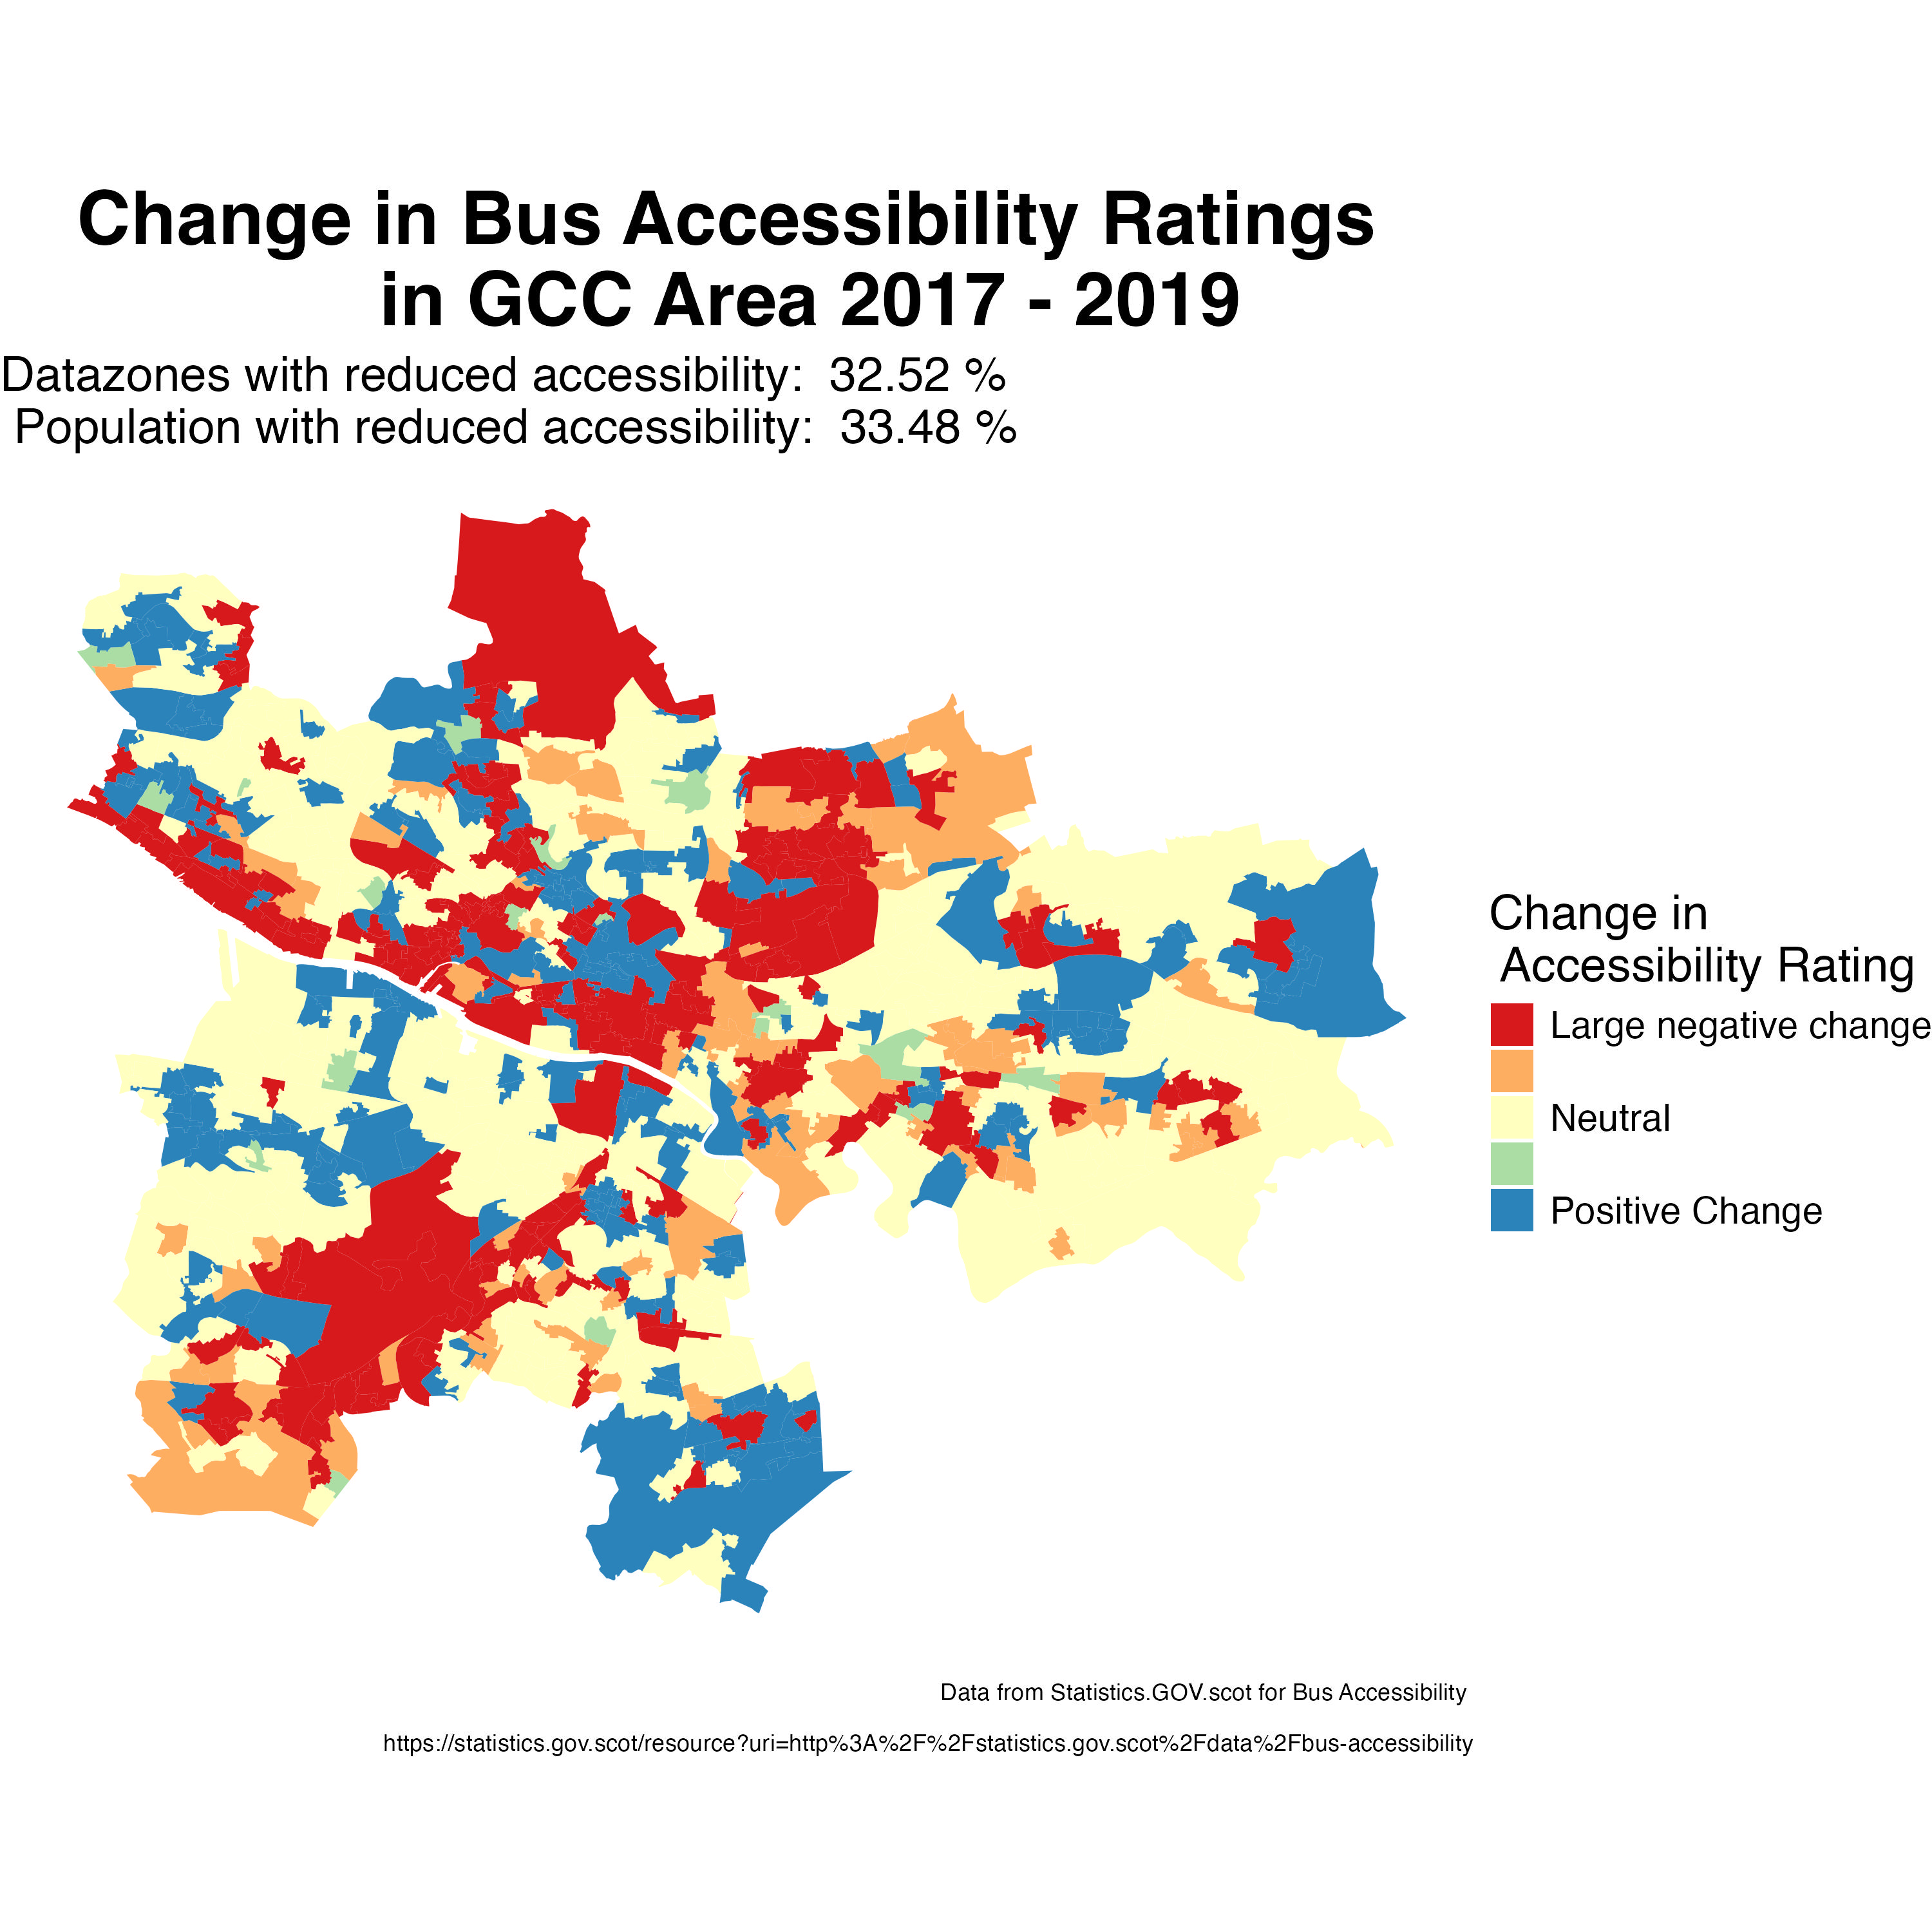 Change in Bus Accessibility Ratings
in GCC Area 2017 - 2019
Datazones with reduced accessibility: 32.52 %
Population with reduced accessibility: 33.48 %
Change in
Accessibility Rating
Large negative change
Neutral
Positive Change
Data from Statistics.GOV.scot for Bus Accessibility
https://statistics.gov.scot/resource?uri=http%3A%2F%2Fstatistics.gov.scot%2Fdata%2Fbus-accessibility